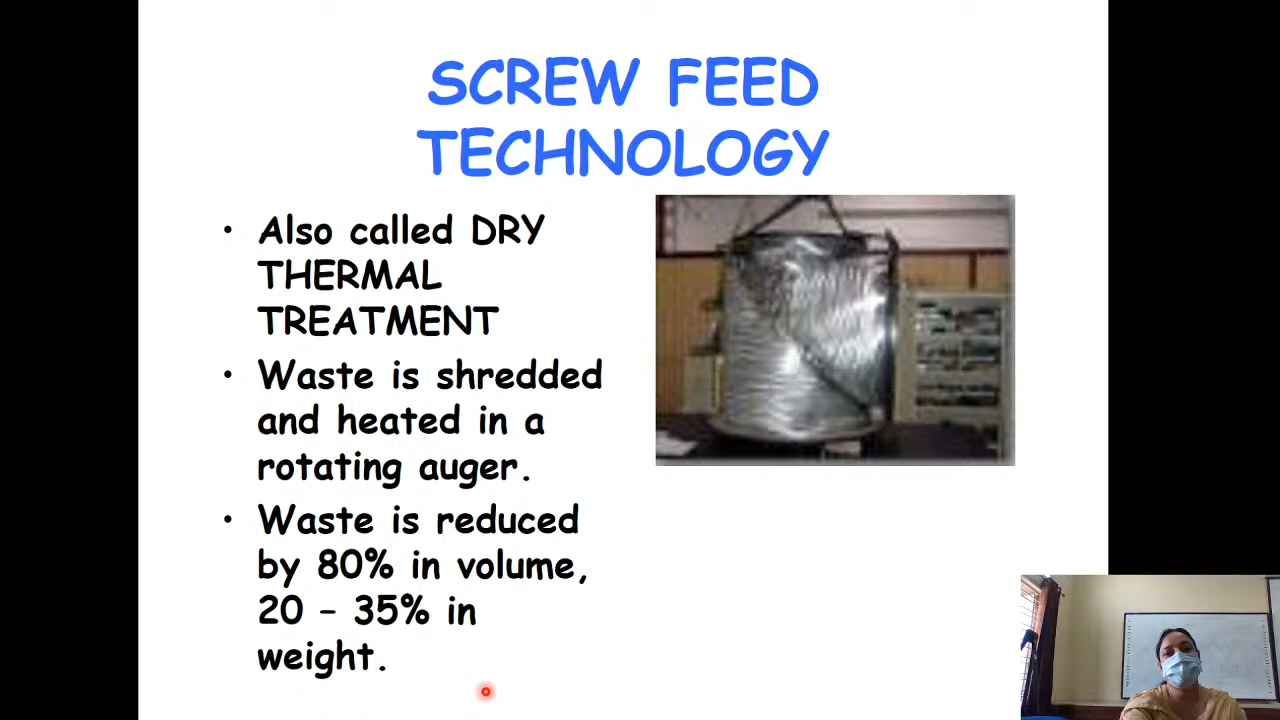 SCREW FEED
TECHNOLOGY
• Also called DRY
THERMAL
TREATMENT
• Waste is shredded
and heated in a
rotating auger.
• Waste is reduced
by 80% in volume,
20 – 35% in
weight.